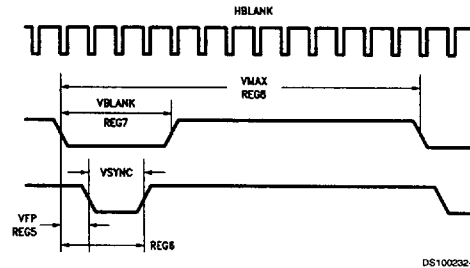 HBLANK
VMAX
REG8
VBLANK
REG7
VSYNC
VFP
REG5
REG6
DS100232-